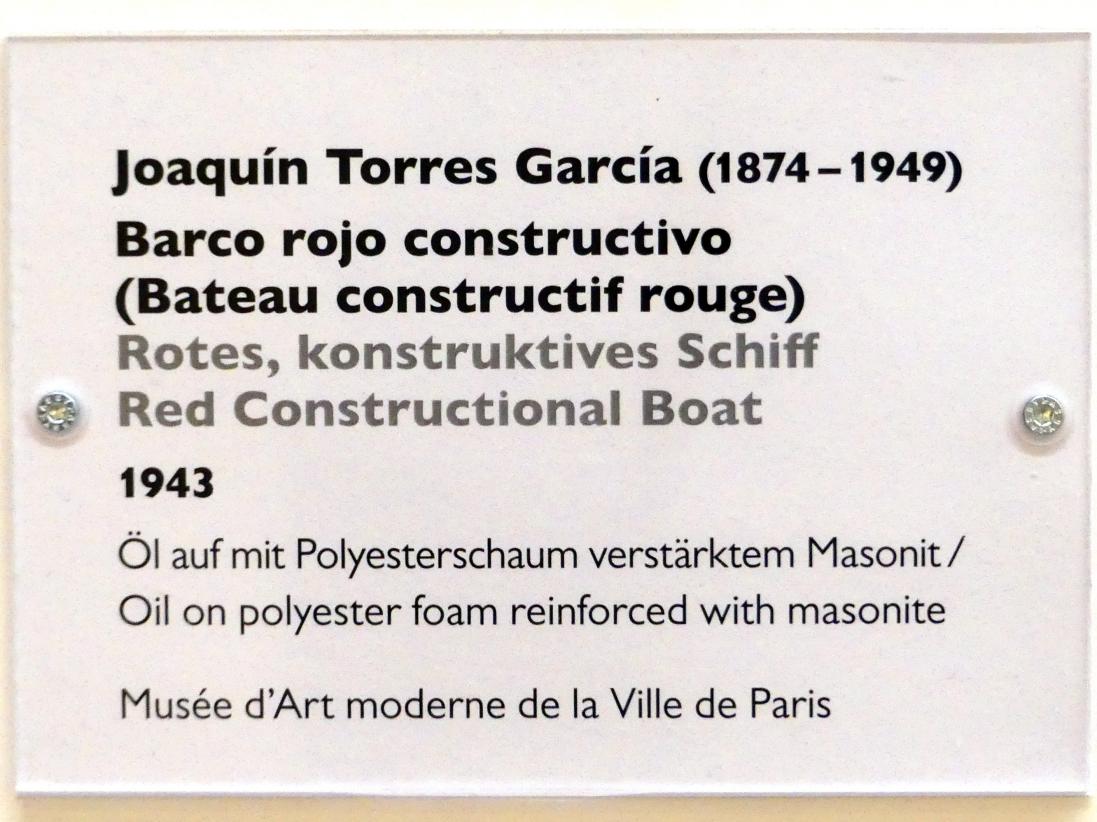 Joaquín Torres García (1874 – 1949)
Barco rojo constructivo
(Bateau constructif rouge)
Rotes, konstruktives Schiff
Red Constructional Boat
1943
Öl auf mit Polyesterschaum verstärktem Masonit /
Oil on polyester foam reinforced with masonite
Musée d’Art moderne de la Ville de Paris